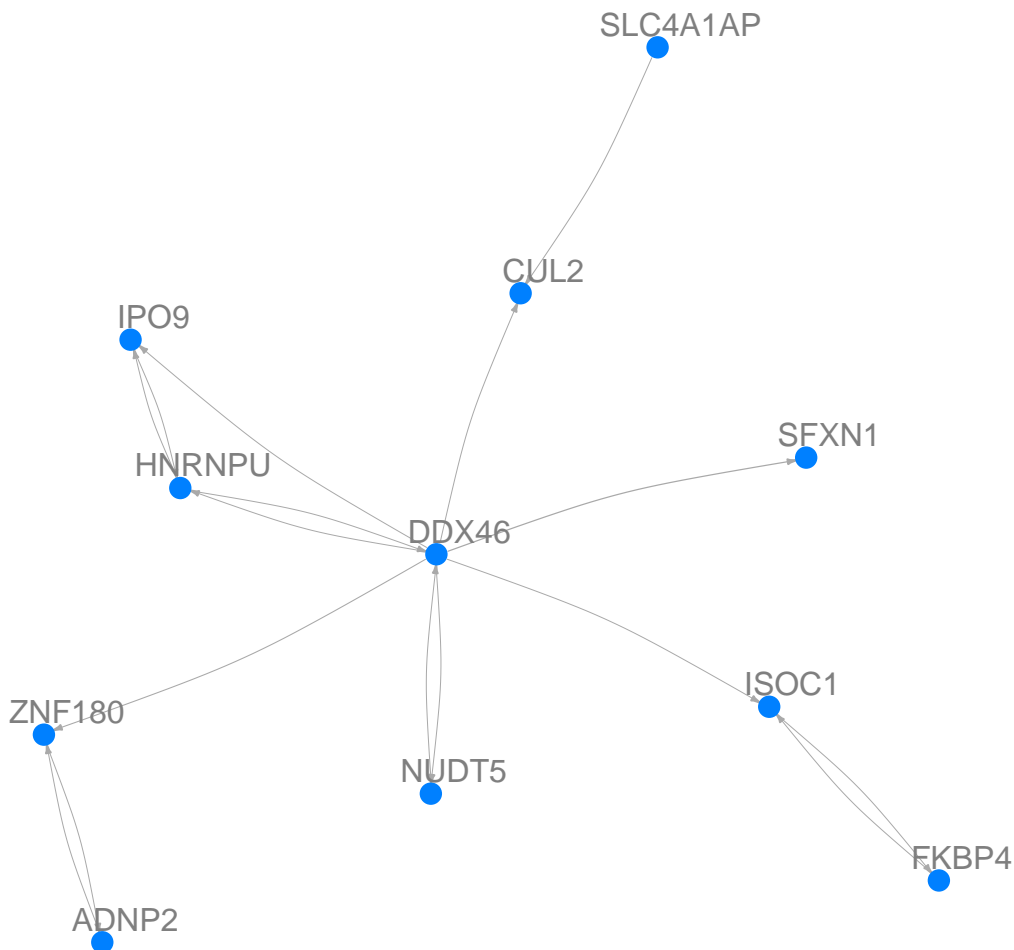 SLC4A1AP
CUL2
IPO9
SFXN1
HNRNPU
DDX46
ISOC1
ZNF180
NUDT5
FKBP4
ADNP2